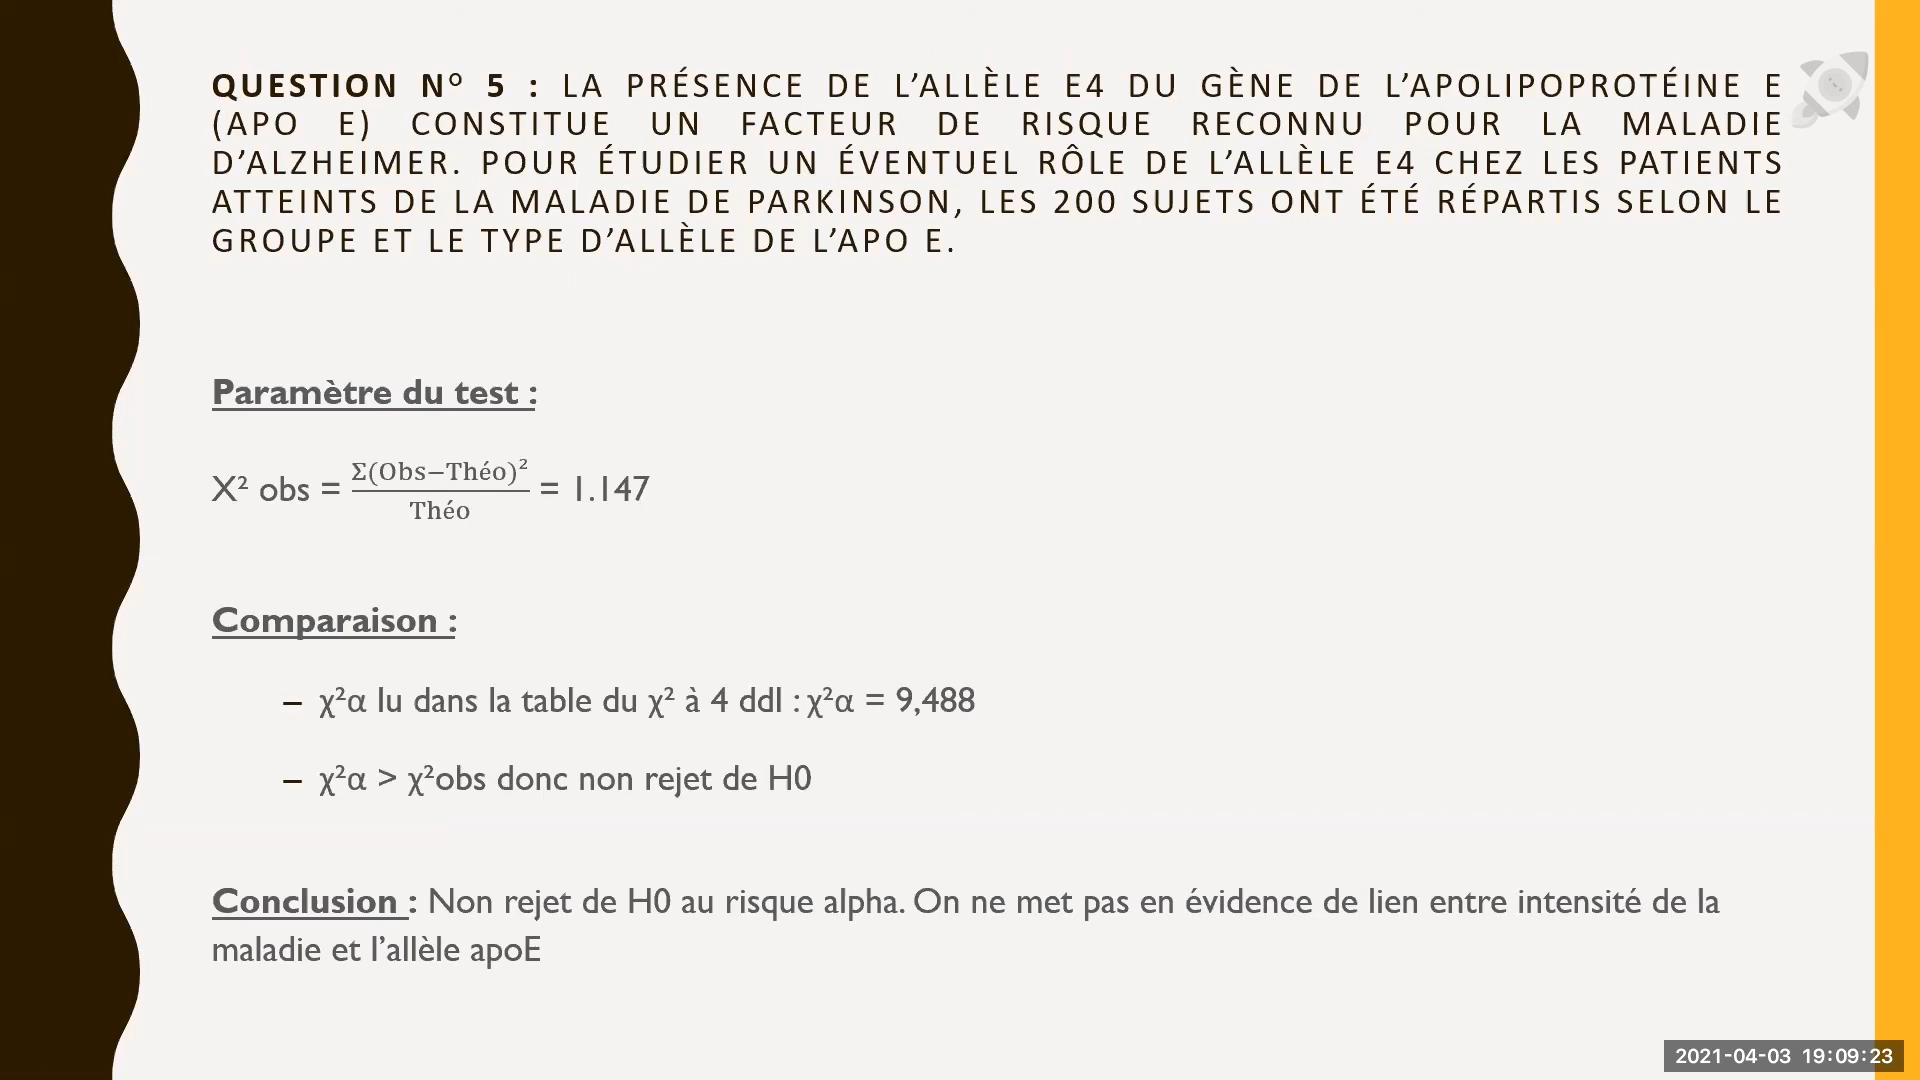 QUESTION Nº 5 : LA PRÉSENCE DE L’ALLÈLE E4 DU GÈNE DE L’APOLIPOPROTÉINE E
(APO E) CONSTITUE UN FACTEUR DE RISQUE RECONNU POUR LA MALADIE
D’ALZHEIMER. POUR ÉTUDIER UN ÉVENTUEL RÔLE DE L’ALLÈLE E4 CHEZ LES PATIENTS
ATTEINTS DE LA MALADIE DE PARKINSON, LES 200 SUJETS ONT ÉTÉ RÉPARTIS SELON LE
GROUPE ET LE TYPE D’ALLÈLE DE L’APO E.
Paramètre du test :
X² obs = Σ(Obs−Théo)²/Théo = 1.147
Comparaison :
– χ²α lu dans la table du χ² à 4 ddl : χ²α = 9,488
– χ²α > χ²obs donc non rejet de H0
Conclusion : Non rejet de H0 au risque alpha. On ne met pas en évidence de lien entre intensité de la
maladie et l’allèle apoE
2021-04-03 19:09:23